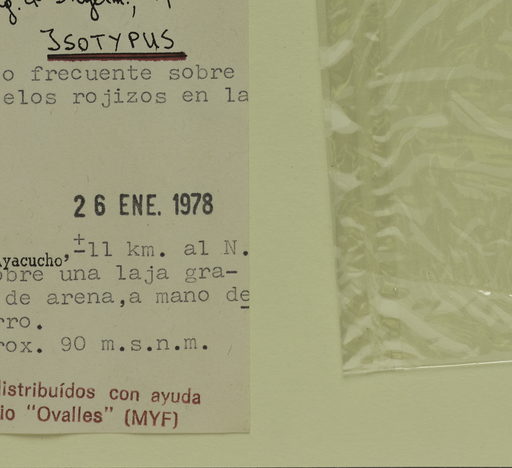 ISOTYPUS
o frecuente sobre
elos rojizos en la
26 ENE. 1978
Ayacucho, ±11 km. al N.
obre una laja gra-
de arena, a mano de
rro.
rox. 90 m.s.n.m.
distribuídos con ayuda
io "Ovalles" (MYF)